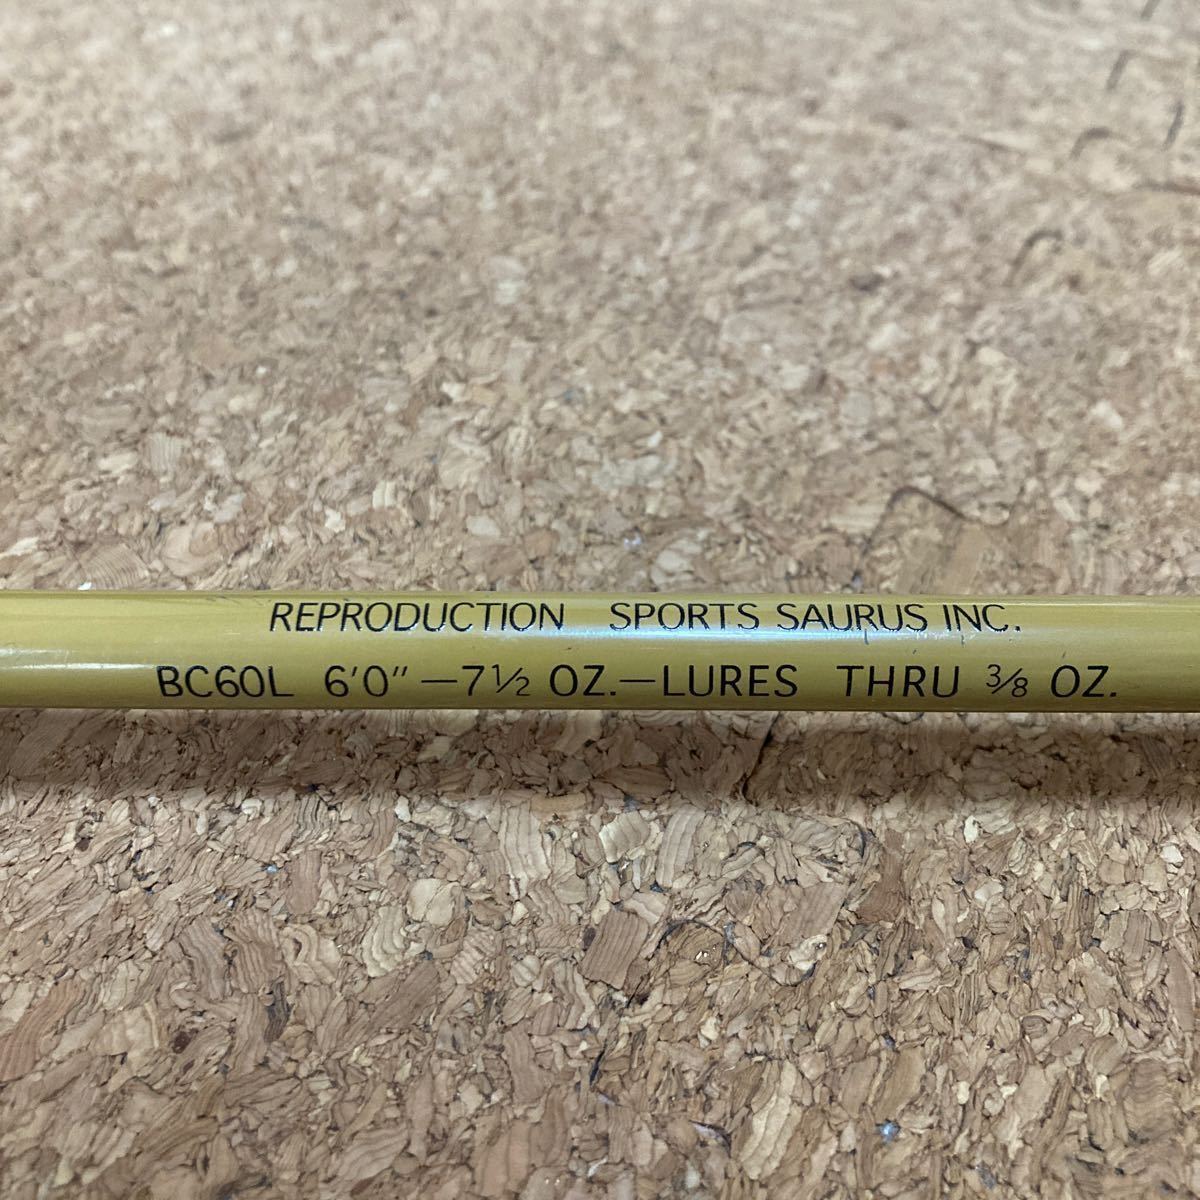 REPRODUCTION SPORTS SAURUS INC.
BC60L 6'0"—7½ OZ.—LURES THRU ⅜ OZ.